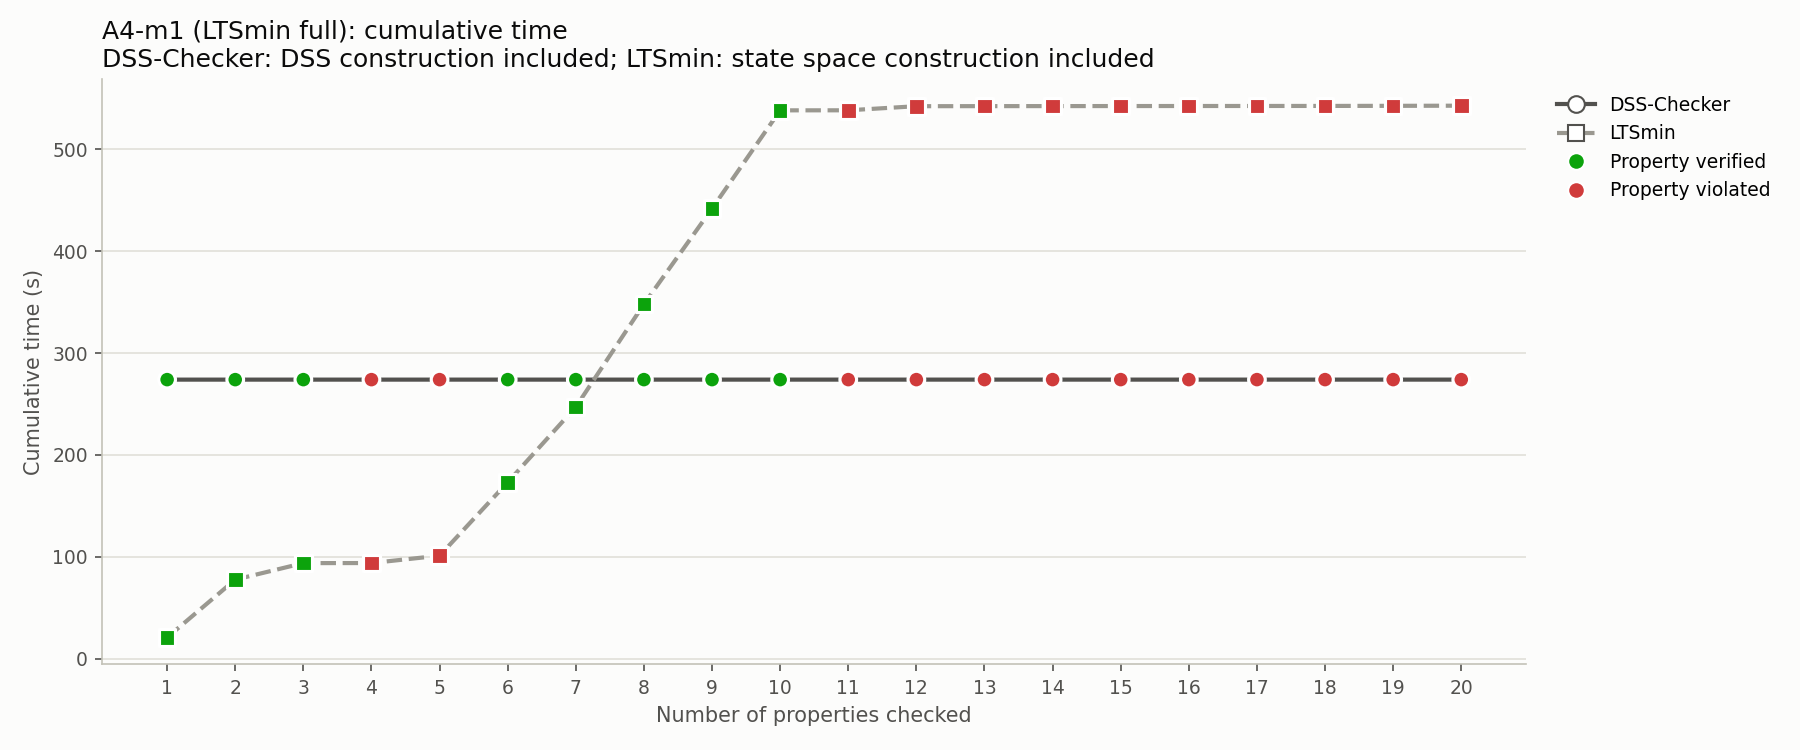 A4-m1 (LTSmin full): cumulative time
DSS-Checker: DSS construction included; LTSmin: state space construction included
DSS-Checker
LTSmin
Property verified
Property violated
Cumulative time (s)
500
400
300
200
100
0
1 2 3 4 5 6 7 8 9 10 11 12 13 14 15 16 17 18 19 20
Number of properties checked